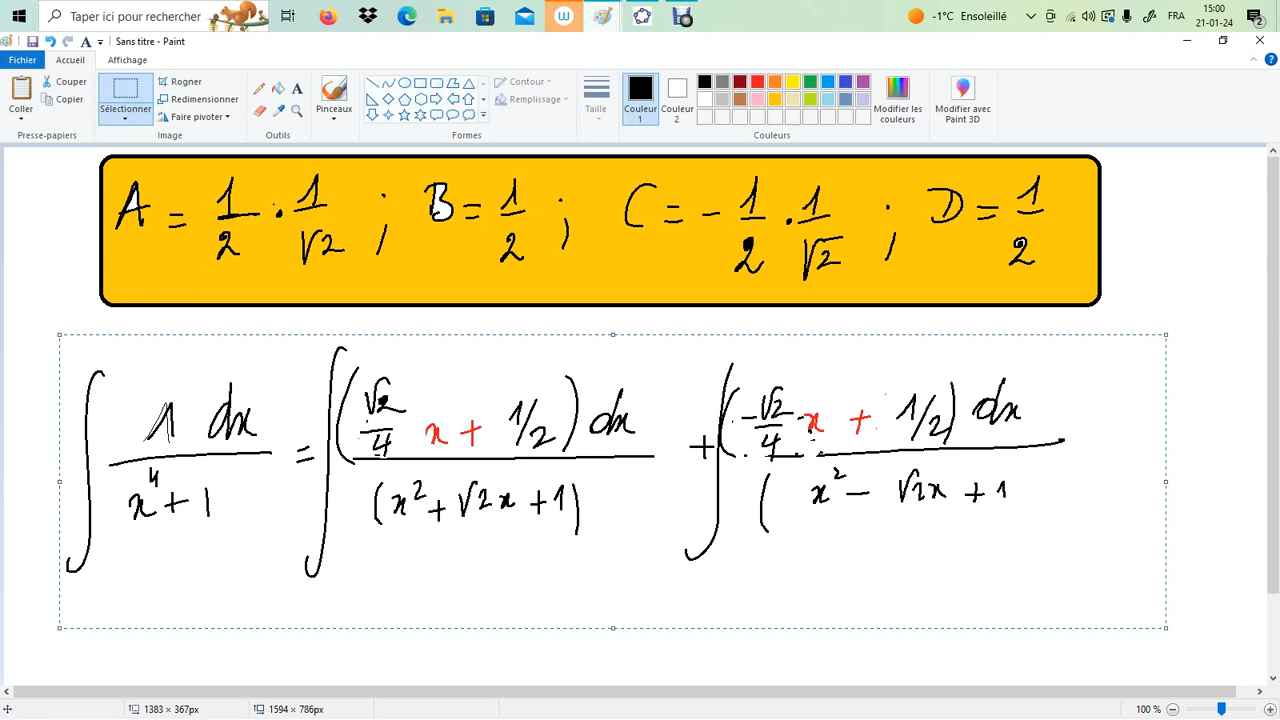 Taper ici pour rechercher
W
-1°C Ensoleillé
FRA
15:00
21-01-24
2
Sans titre - Paint
Fichier Accueil Affichage
Coller
Couper
Copier
Presse-papiers
Sélectionner
Rogner
Redimensionner
Faire pivoter
Image
A
Outils
Pinceaux
Contour
Remplissage
Formes
Taille
Couleur 1
Couleur 2
Modifier les couleurs
Couleurs
Modifier avec Paint 3D
A = 1/2 · 1/√2 ; B = 1/2 ; C = - 1/2 · 1/√2 ; D = 1/2
∫ 1 dx / x⁴ + 1 = ∫ (√2/4 x + 1/2) dx / (x² + √2x + 1) + ∫ (-√2/4 x + 1/2) dx / (x² - √2x + 1
1383 × 367px
1594 × 786px
100 %